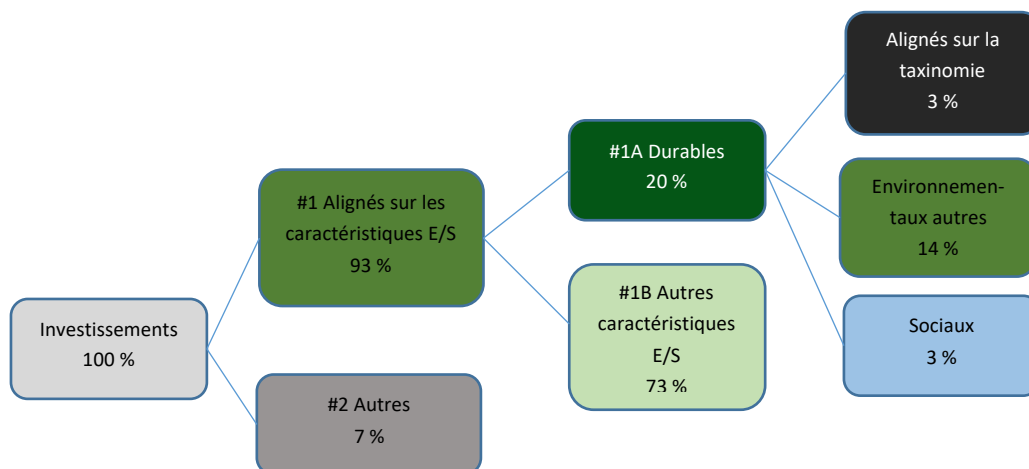 Investissements
100 %
#1 Alignés sur les
caractéristiques E/S
93 %
#2 Autres
7 %
#1A Durables
20 %
#1B Autres
caractéristiques
E/S
73 %
Alignés sur la
taxinomie
3 %
Environnemen-
taux autres
14 %
Sociaux
3 %